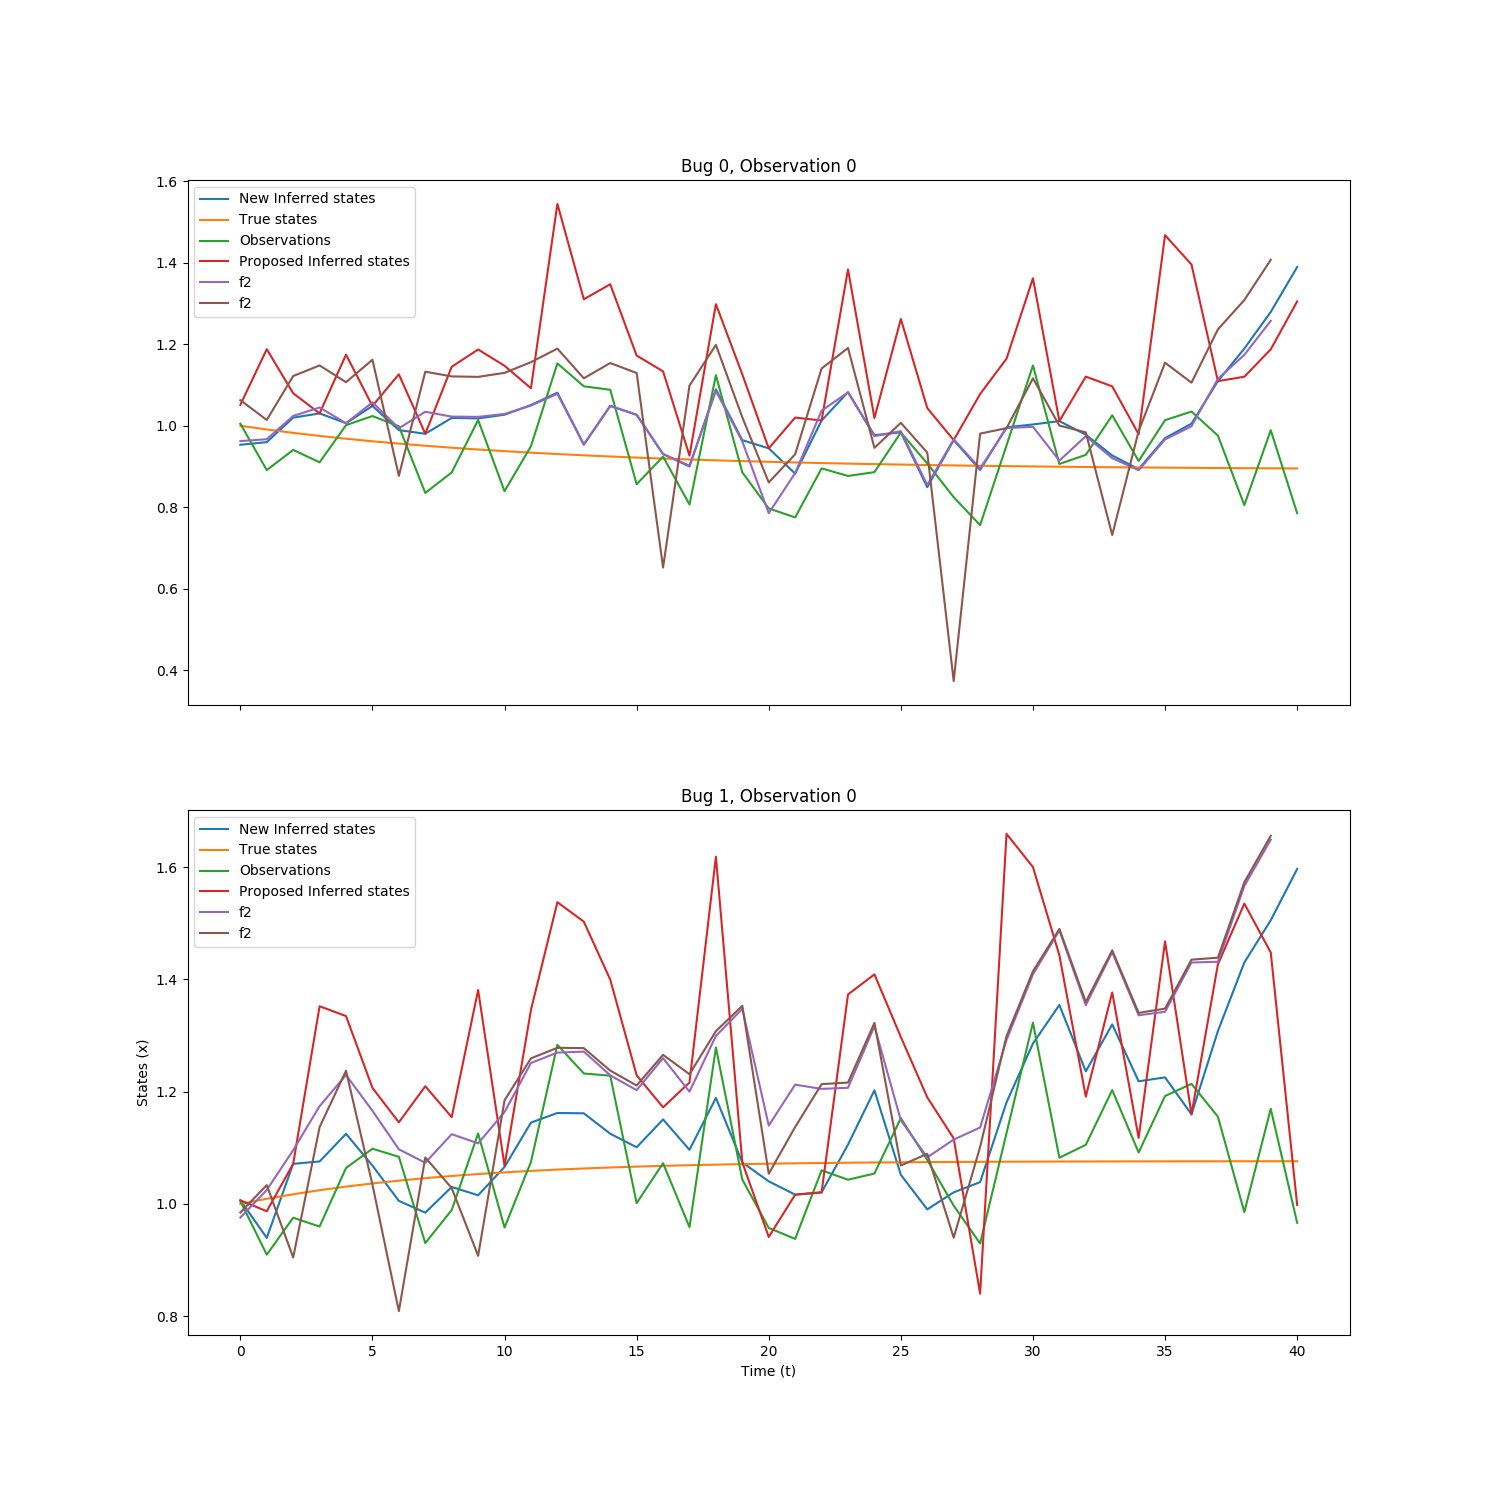 Bug 0, Observation 0
1.6
1.4
1.2
1.0
0.8
0.6
0.4
New Inferred states
True states
Observations
Proposed Inferred states
f2
f2
Bug 1, Observation 0
1.6
1.4
1.2
1.0
0.8
States (x)
New Inferred states
True states
Observations
Proposed Inferred states
f2
f2
0 5 10 15 20 25 30 35 40
Time (t)